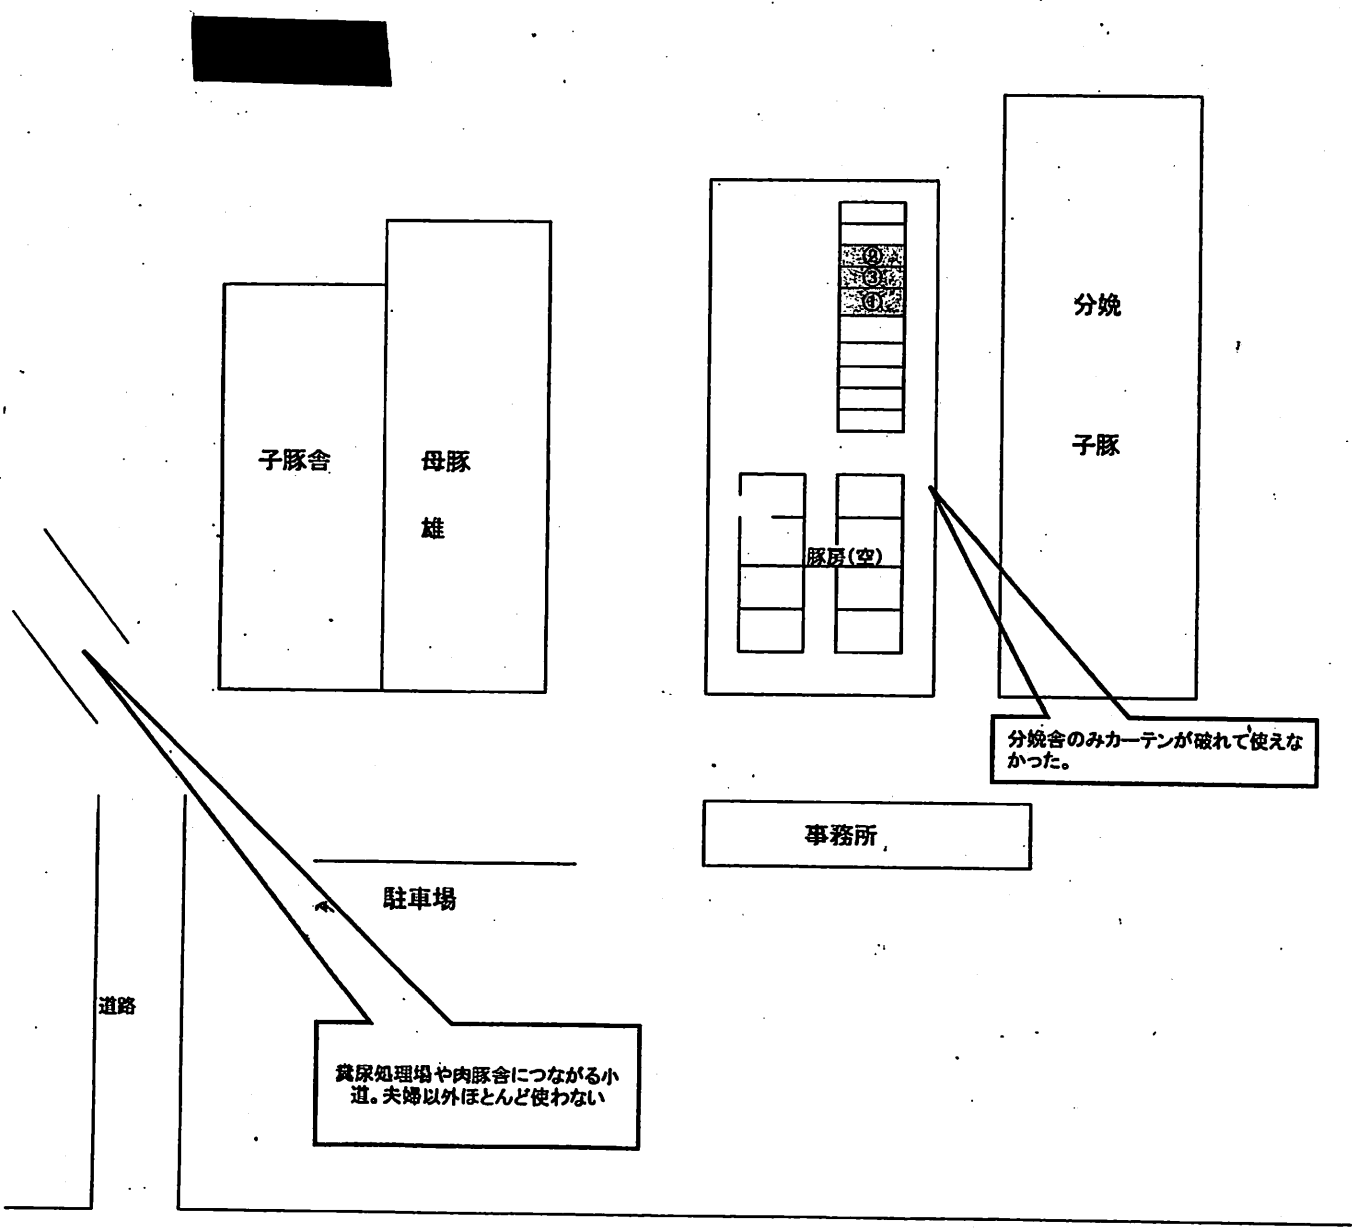 ②
③
①
分娩
子豚
子豚舎
母豚
雄
豚房(空)
分娩舎のみカーテンが破れて使えな
かった。
事務所
駐車場
道路
糞尿処理場や肉豚舎につながる小
道。夫婦以外ほとんど使わない